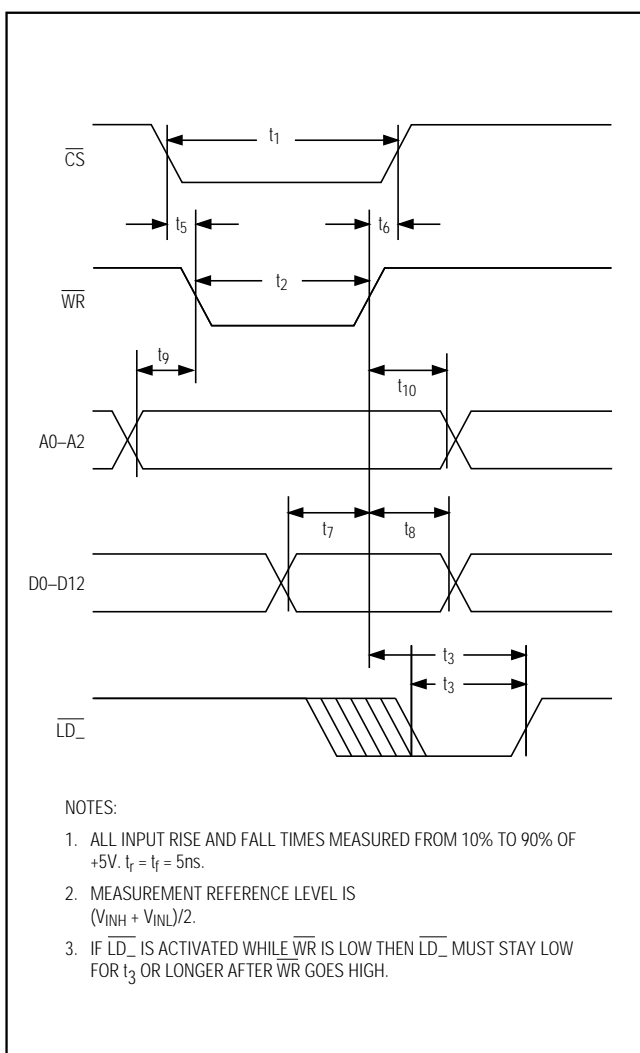 t1
CS
t5
t6
t2
WR
t9
t10
A0–A2
t7
t8
D0–D12
t3
t3
LD_
NOTES:
1. ALL INPUT RISE AND FALL TIMES MEASURED FROM 10% TO 90% OF
+5V. tr = tf = 5ns.
2. MEASUREMENT REFERENCE LEVEL IS
(VINH + VINL)/2.
3. IF LD_ IS ACTIVATED WHILE WR IS LOW THEN LD_ MUST STAY LOW
FOR t3 OR LONGER AFTER WR GOES HIGH.